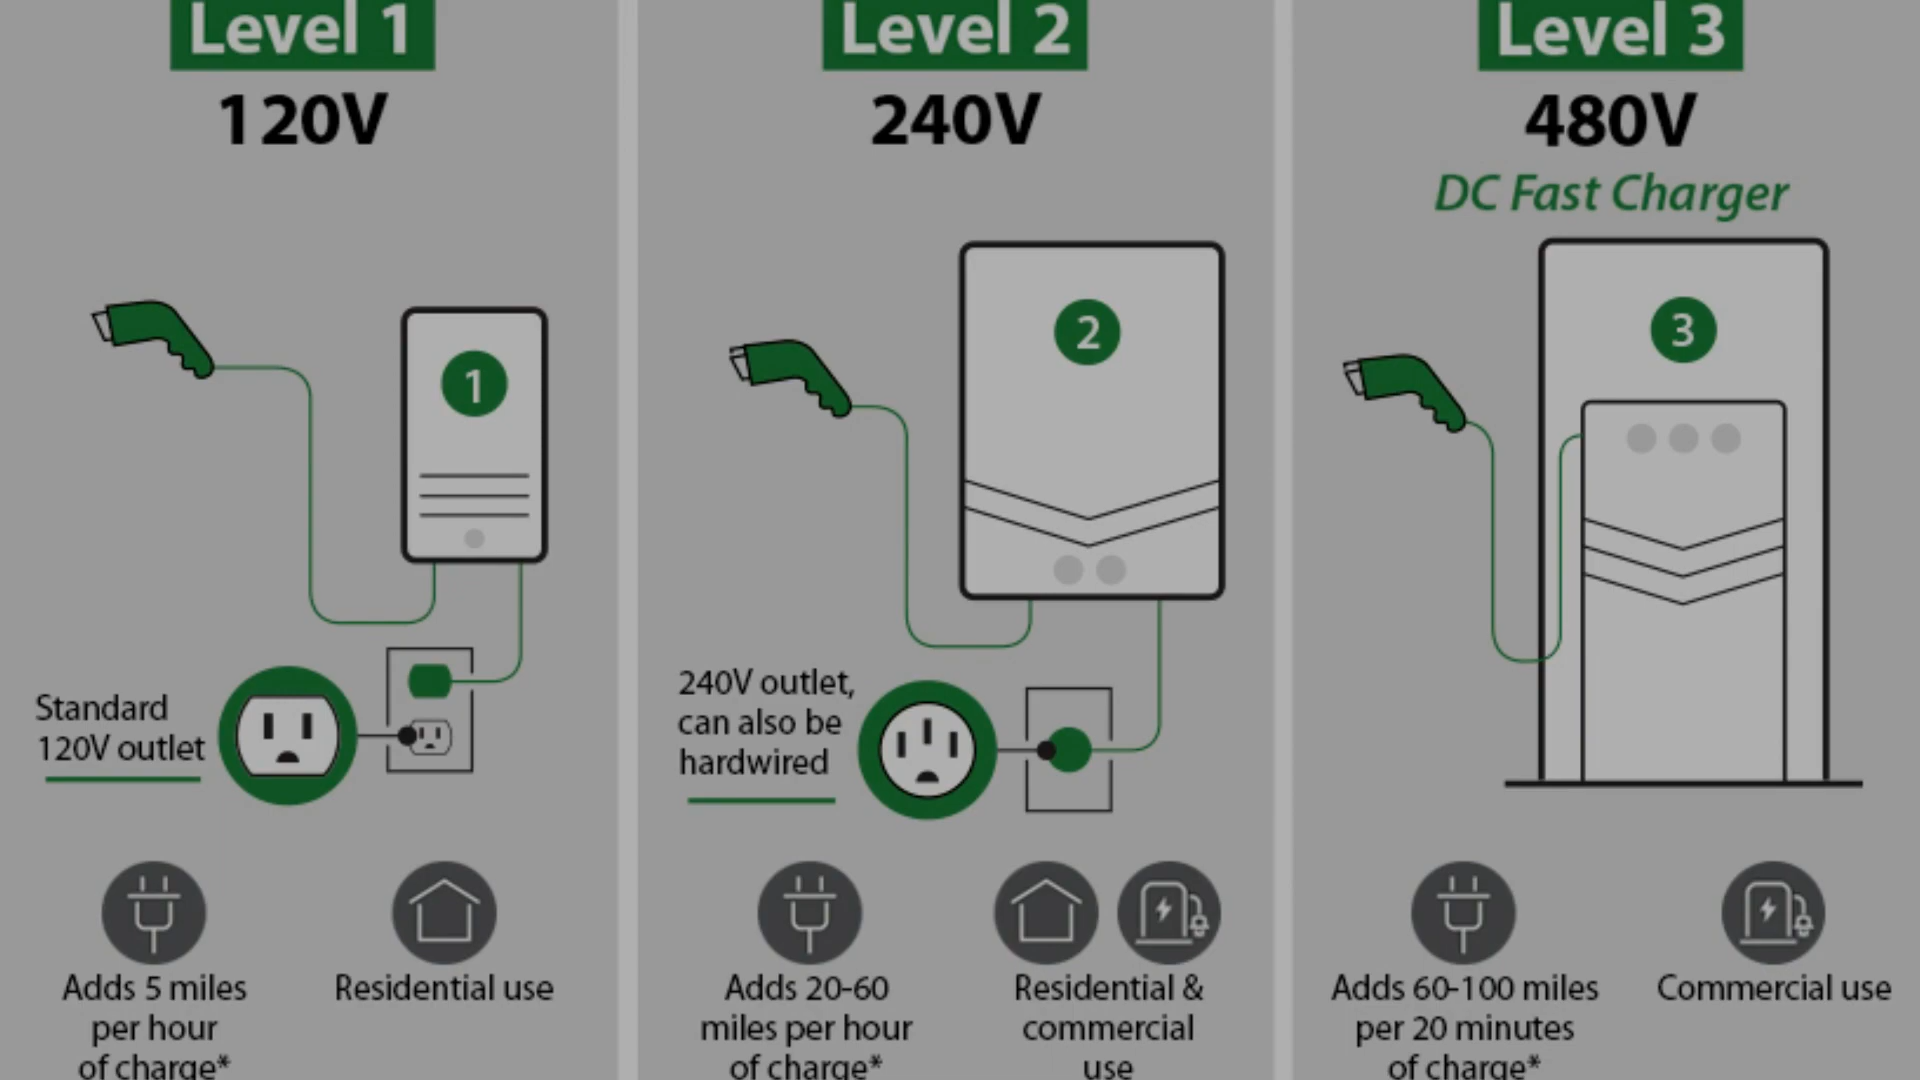 Level 1
120V
1
Standard
120V outlet
Adds 5 miles
per hour
of charge*
Residential use
Level 2
240V
2
240V outlet,
can also be
hardwired
Adds 20-60
miles per hour
of charge*
Residential &
commercial
use
Level 3
480V
DC Fast Charger
3
Adds 60-100 miles
per 20 minutes
of charge*
Commercial use